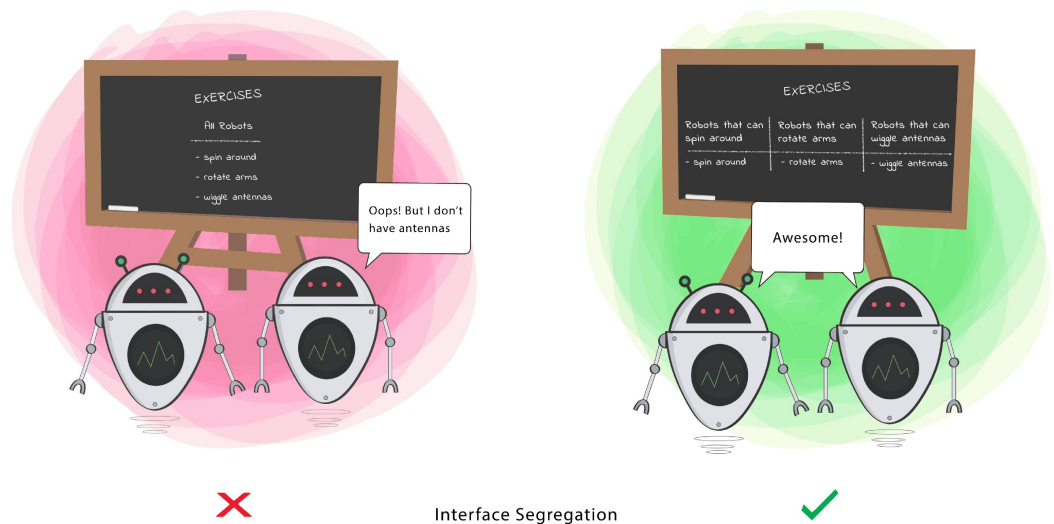 EXERCISES
All Robots
- spin around
- rotate arms
- wiggle antennas
Oops! But I don't
have antennas
EXERCISES
Robots that can
spin around
- spin around
Robots that can
rotate arms
- rotate arms
Robots that can
wiggle antennas
- wiggle antennas
Awesome!
Interface Segregation